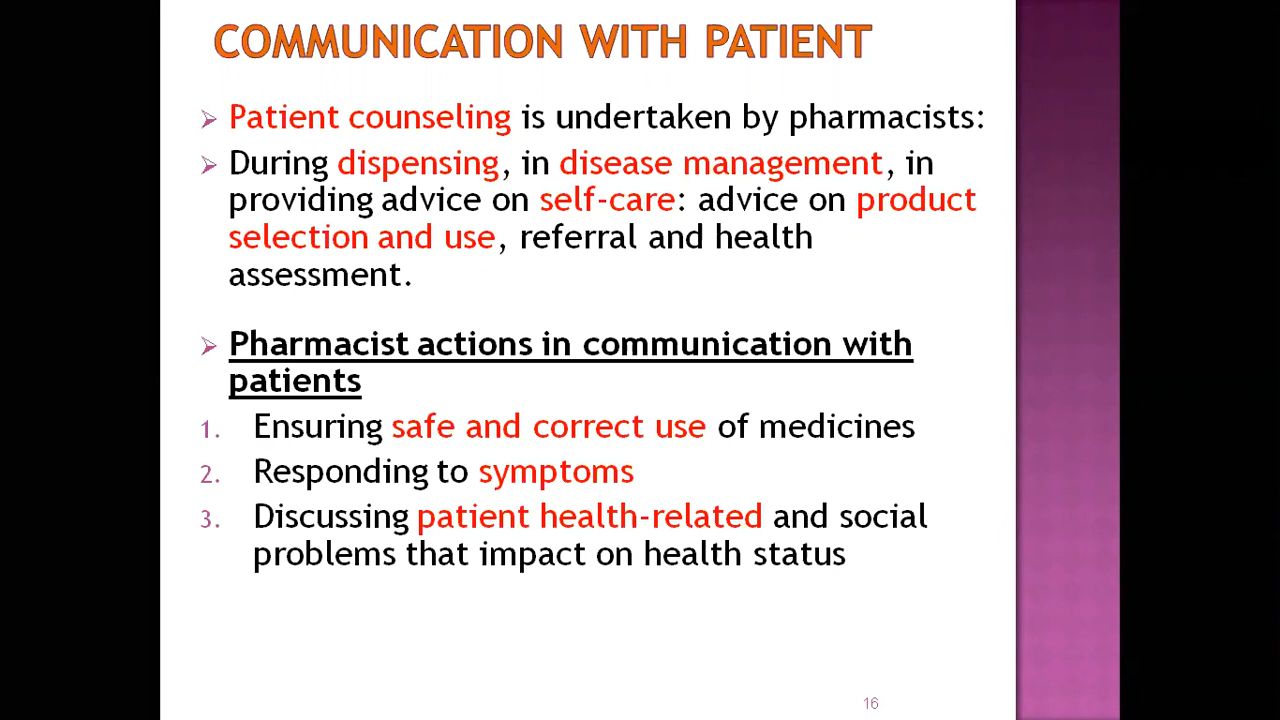 COMMUNICATION WITH PATIENT
➢ Patient counseling is undertaken by pharmacists:
➢ During dispensing, in disease management, in
providing advice on self-care: advice on product
selection and use, referral and health
assessment.
➢ Pharmacist actions in communication with
patients
1. Ensuring safe and correct use of medicines
2. Responding to symptoms
3. Discussing patient health-related and social
problems that impact on health status
16